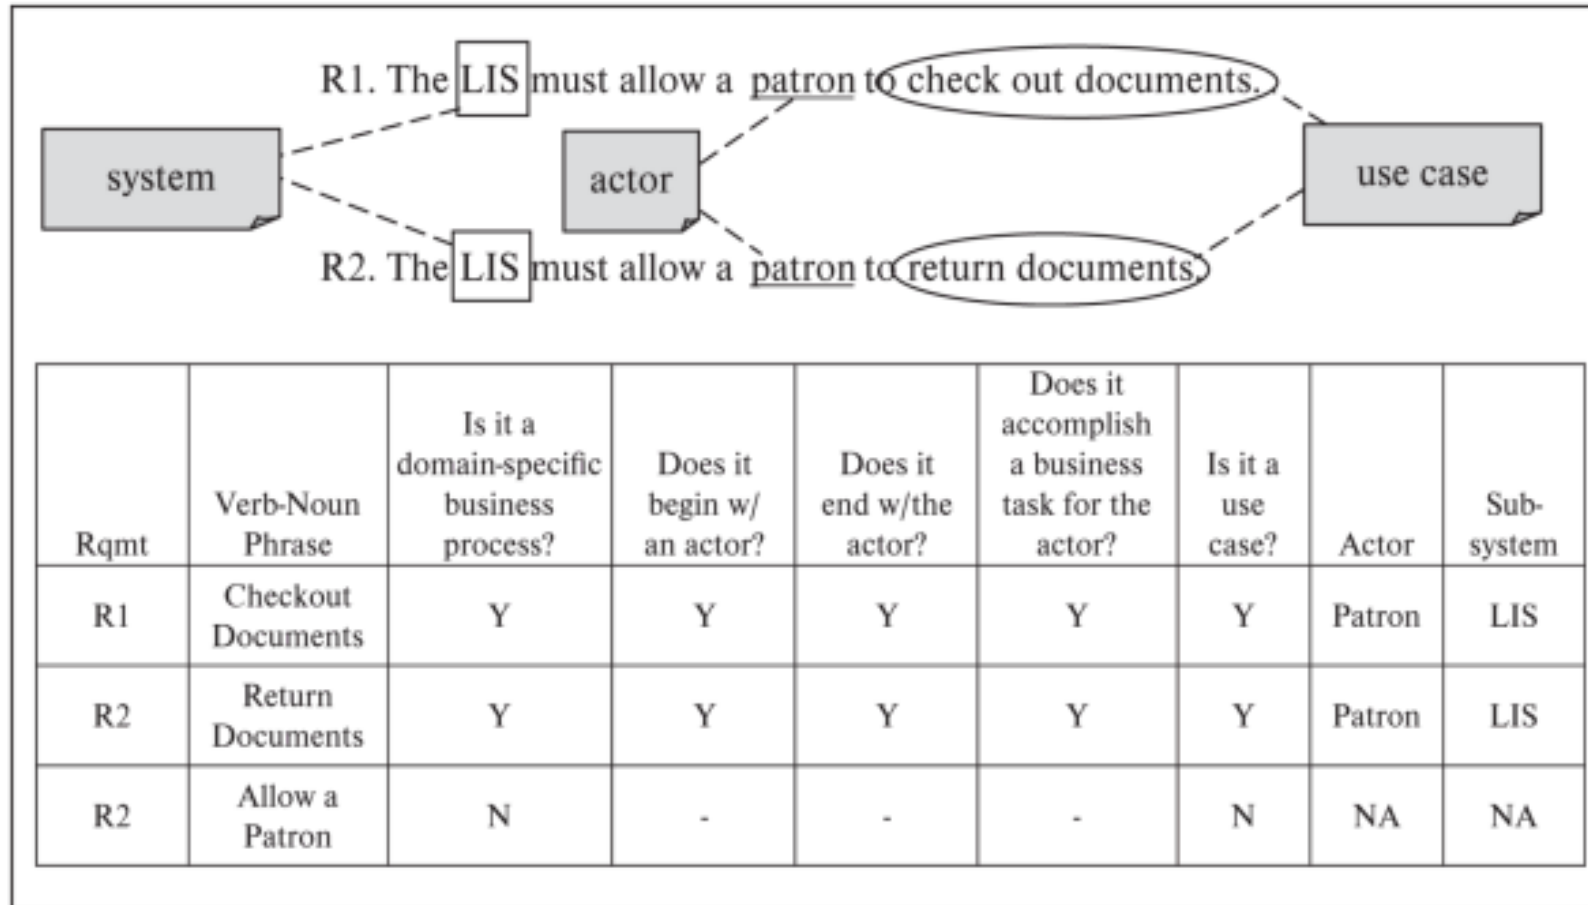 R1. The LIS must allow a patron to check out documents.
system
actor
use case
R2. The LIS must allow a patron to return documents.
Rqmt
Verb-Noun
Phrase
Is it a
domain-specific
business
process?
Does it
begin w/
an actor?
Does it
end w/the
actor?
Does it
accomplish
a business
task for the
actor?
Is it a
use
case?
Actor
Sub-
system
R1
Checkout
Documents
Y
Y
Y
Y
Y
Patron
LIS
R2
Return
Documents
Y
Y
Y
Y
Y
Patron
LIS
R2
Allow a
Patron
N
-
-
-
N
NA
NA